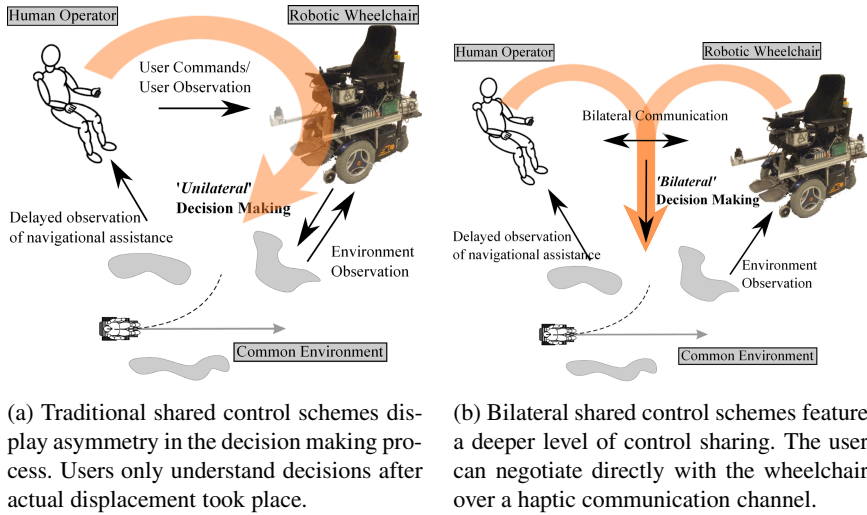 Human Operator
Robotic Wheelchair
User Commands/
User Observation
'Unilateral'
Decision Making
Delayed observation
of navigational assistance
Environment
Observation
Common Environment
(a) Traditional shared control schemes dis-
play asymmetry in the decision making pro-
cess. Users only understand decisions after
actual displacement took place.
Human Operator
Robotic Wheelchair
Bilateral Communication
'Bilateral'
Decision Making
Delayed observation
of navigational assistance
Environment
Observation
Common Environment
(b) Bilateral shared control schemes feature
a deeper level of control sharing. The user
can negotiate directly with the wheelchair
over a haptic communication channel.